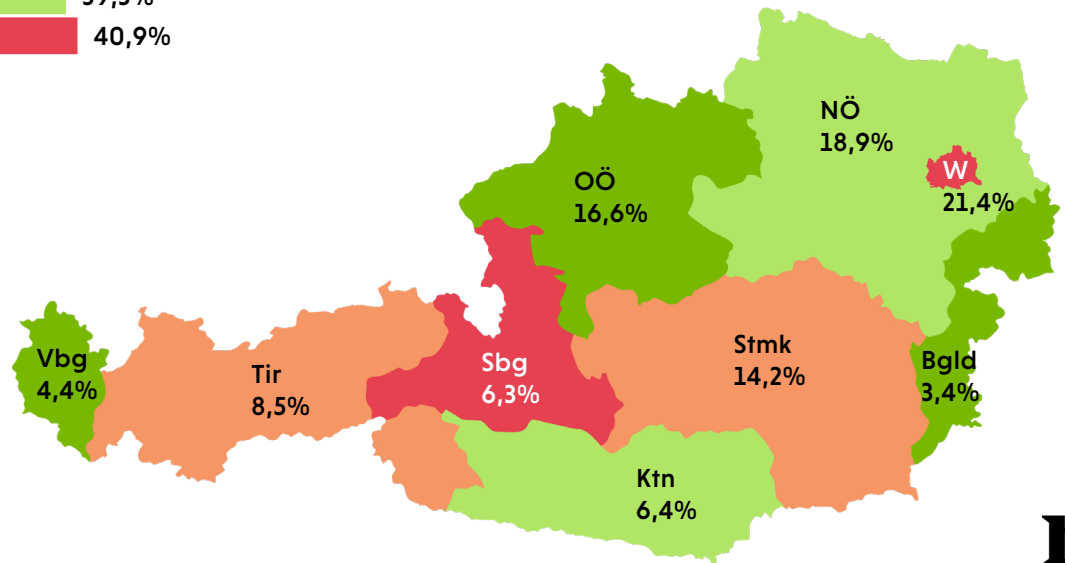 40,9%
NÖ
18,9%
W
21,4%
OÖ
16,6%
Vbg
4,4%
Tir
8,5%
Sbg
6,3%
Stmk
14,2%
Bgld
3,4%
Ktn
6,4%